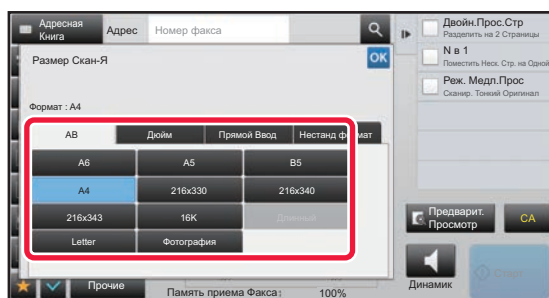 Адресная
Книга
Адрес
Номер факса
Размер Скан-Я
OK
Формат : A4
AB
Дюйм
Прямой Ввод
Нестанд формат
A6
A5
B5
A4
216x330
216x340
216x343
16K
Длинный
Letter
Фотография
Прочие
Память приема Факса:
100%
Двойн.Прос.Стр
Разделить на 2 Страницы
N в 1
Поместить Неск. Стр. на Одной
Реж. Медл.Прос
Сканир. Тонкий Оригинал
Предварит.
Просмотр
CA
Динамик
Старт